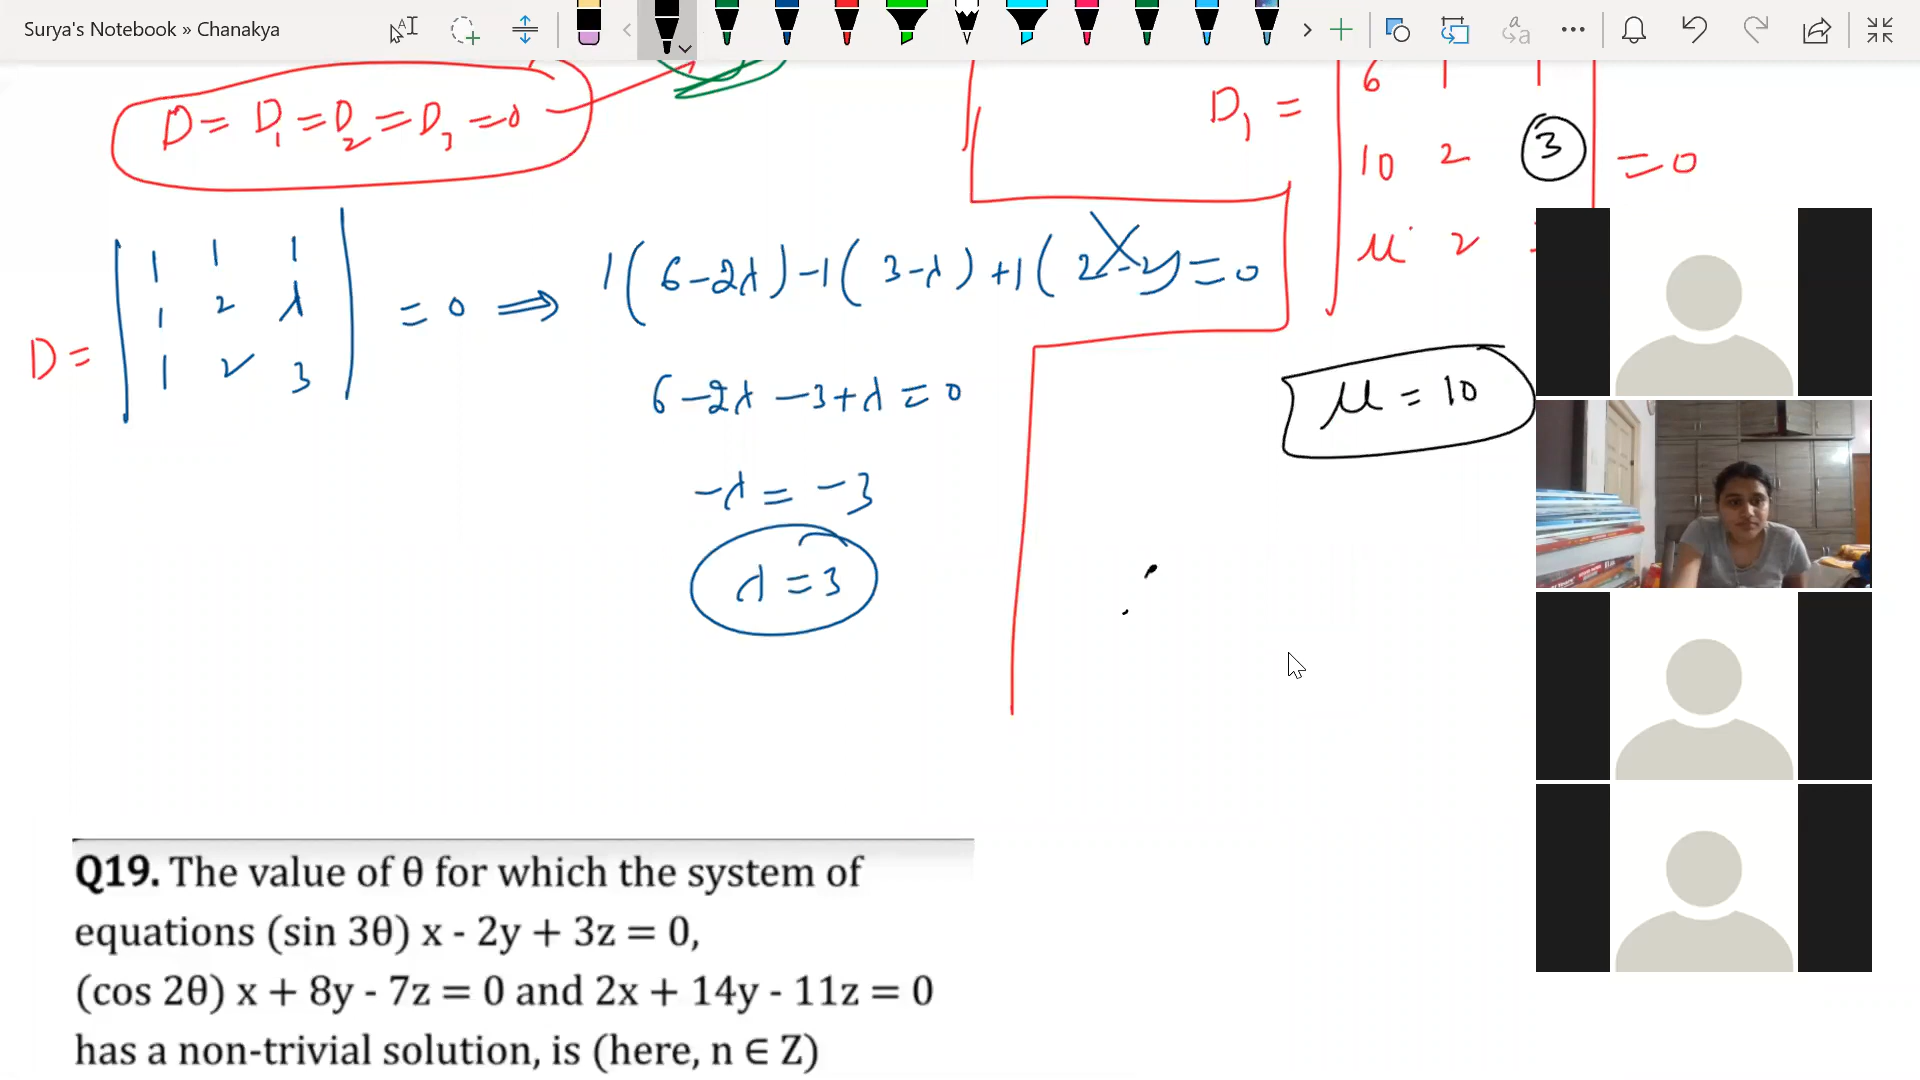 Surya's Notebook » Chanakya
D = D₁ = D₂ = D₃ = 0
D₁ =
6 1 1
10 2 3 = 0
μ 2
D =
1 1 1
1 2 λ
1 2 3
= 0 ⟹ 1(6-2λ) -1(3-λ) +1(2-2) = 0
6-2λ -3+λ = 0
-λ = -3
λ = 3
μ = 10
Q19. The value of θ for which the system of
equations (sin 3θ) x - 2y + 3z = 0,
(cos 2θ) x + 8y - 7z = 0 and 2x + 14y - 11z = 0
has a non-trivial solution, is (here, n ∈ Z)